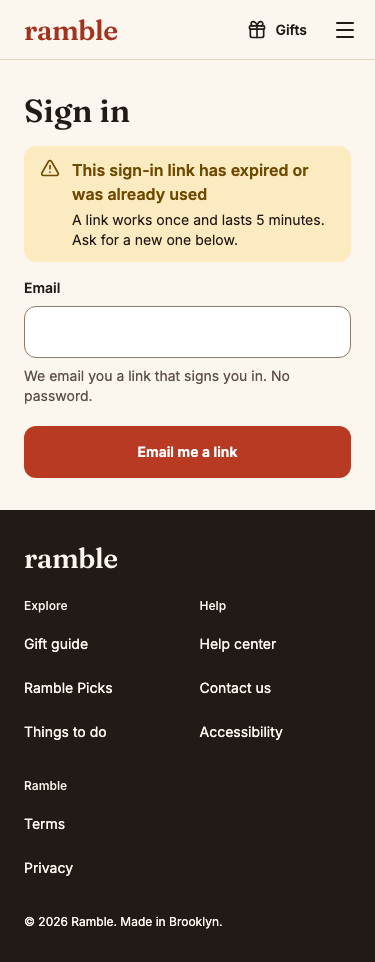 ramble
Gifts
Sign in
This sign-in link has expired or
was already used
A link works once and lasts 5 minutes.
Ask for a new one below.
Email
We email you a link that signs you in. No
password.
Email me a link
ramble
Explore
Gift guide
Ramble Picks
Things to do
Help
Help center
Contact us
Accessibility
Ramble
Terms
Privacy
© 2026 Ramble. Made in Brooklyn.